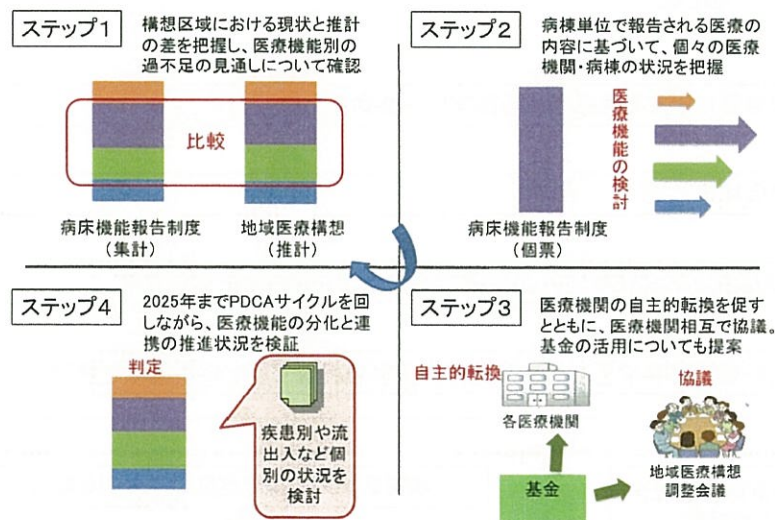 ステップ1
構想区域における現状と推計
の差を把握し、医療機能別の
過不足の見通しについて確認
比較
病床機能報告制度
(集計)
地域医療構想
(推計)
ステップ2
病棟単位で報告される医療の
内容に基づいて、個々の医療
機関・病棟の状況を把握
医療機能の検討
病床機能報告制度
(個票)
ステップ3
医療機関の自主的転換を促す
とともに、医療機関相互で協議。
基金の活用についても提案
自主的転換
各医療機関
協議
地域医療構想
調整会議
基金
ステップ4
2025年までPDCAサイクルを回
しながら、医療機能の分化と連
携の推進状況を検証
判定
疾患別や流
出入など個
別の状況を
検討